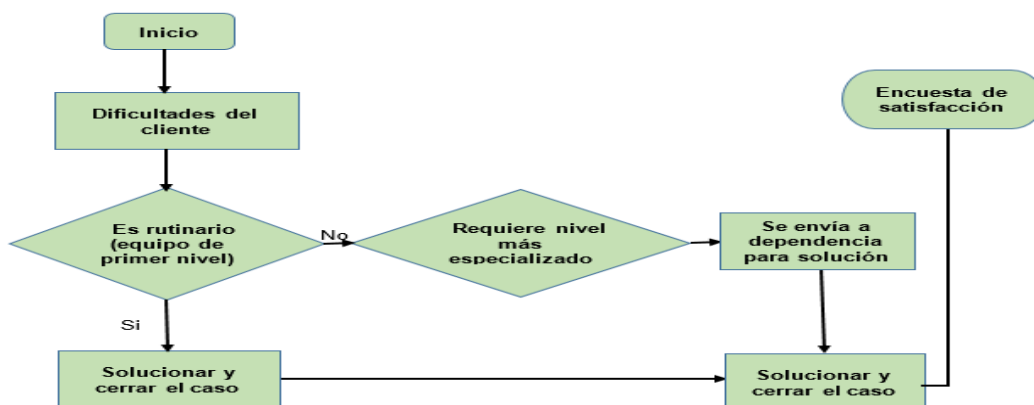 Inicio
Dificultades del
cliente
Encuesta de
satisfacción
Es rutinario
(equipo de
primer nivel)
No
Requiere nivel
más
especializado
Se envía a
dependencia
para solución
Si
Solucionar y
cerrar el caso
Solucionar y
cerrar el caso